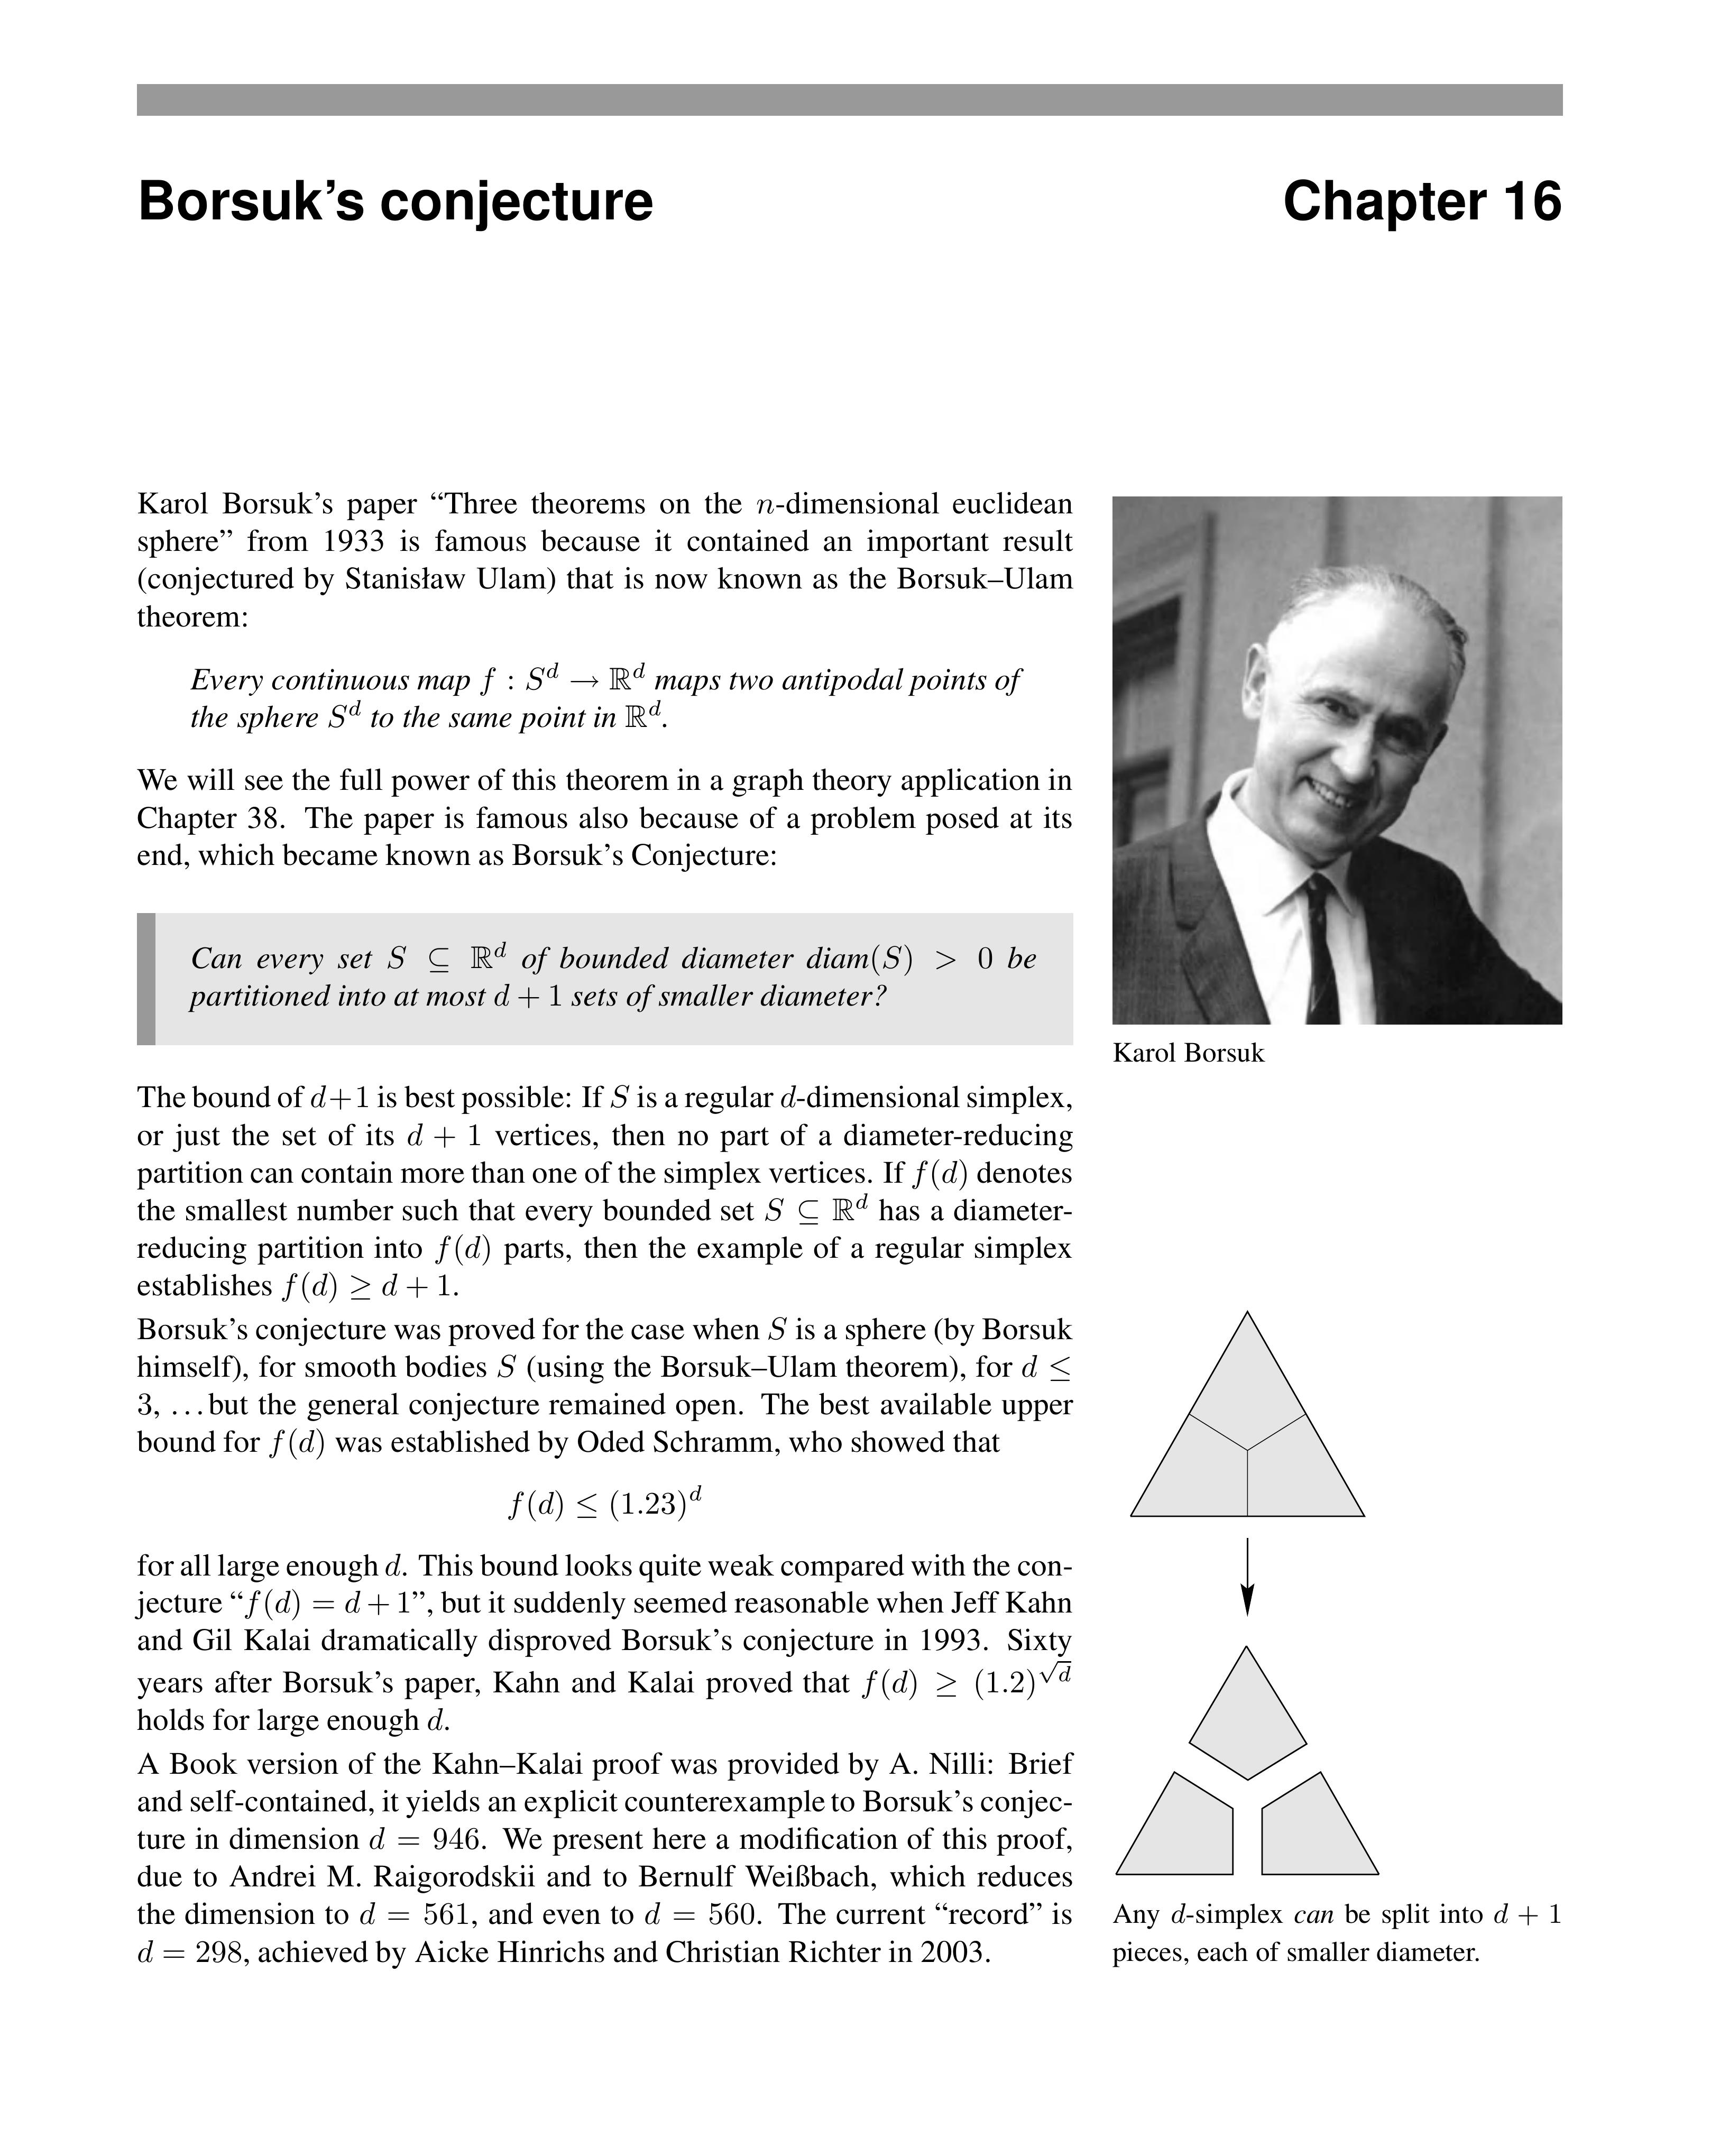 Borsuk’s conjecture
Chapter 16
Karol Borsuk’s paper “Three theorems on the n-dimensional euclidean
sphere” from 1933 is famous because it contained an important result
(conjectured by Stanisław Ulam) that is now known as the Borsuk–Ulam
theorem:
Every continuous map f : S^d → ℝ^d maps two antipodal points of
the sphere S^d to the same point in ℝ^d.
We will see the full power of this theorem in a graph theory application in
Chapter 38. The paper is famous also because of a problem posed at its
end, which became known as Borsuk’s Conjecture:
Can every set S ⊆ ℝ^d of bounded diameter diam(S) > 0 be
partitioned into at most d + 1 sets of smaller diameter?
The bound of d+1 is best possible: If S is a regular d-dimensional simplex,
or just the set of its d + 1 vertices, then no part of a diameter-reducing
partition can contain more than one of the simplex vertices. If f(d) denotes
the smallest number such that every bounded set S ⊆ ℝ^d has a diameter-
reducing partition into f(d) parts, then the example of a regular simplex
establishes f(d) ≥ d + 1.
Borsuk’s conjecture was proved for the case when S is a sphere (by Borsuk
himself), for smooth bodies S (using the Borsuk–Ulam theorem), for d ≤
3, …but the general conjecture remained open. The best available upper
bound for f(d) was established by Oded Schramm, who showed that
f(d) ≤ (1.23)^d
for all large enough d. This bound looks quite weak compared with the con-
jecture “f(d) = d + 1”, but it suddenly seemed reasonable when Jeff Kahn
and Gil Kalai dramatically disproved Borsuk’s conjecture in 1993. Sixty
years after Borsuk’s paper, Kahn and Kalai proved that f(d) ≥ (1.2)^√d
holds for large enough d.
A Book version of the Kahn–Kalai proof was provided by A. Nilli: Brief
and self-contained, it yields an explicit counterexample to Borsuk’s conjec-
ture in dimension d = 946. We present here a modification of this proof,
due to Andrei M. Raigorodskii and to Bernulf Weißbach, which reduces
the dimension to d = 561, and even to d = 560. The current “record” is
d = 298, achieved by Aicke Hinrichs and Christian Richter in 2003.
Karol Borsuk
Any d-simplex can be split into d + 1
pieces, each of smaller diameter.